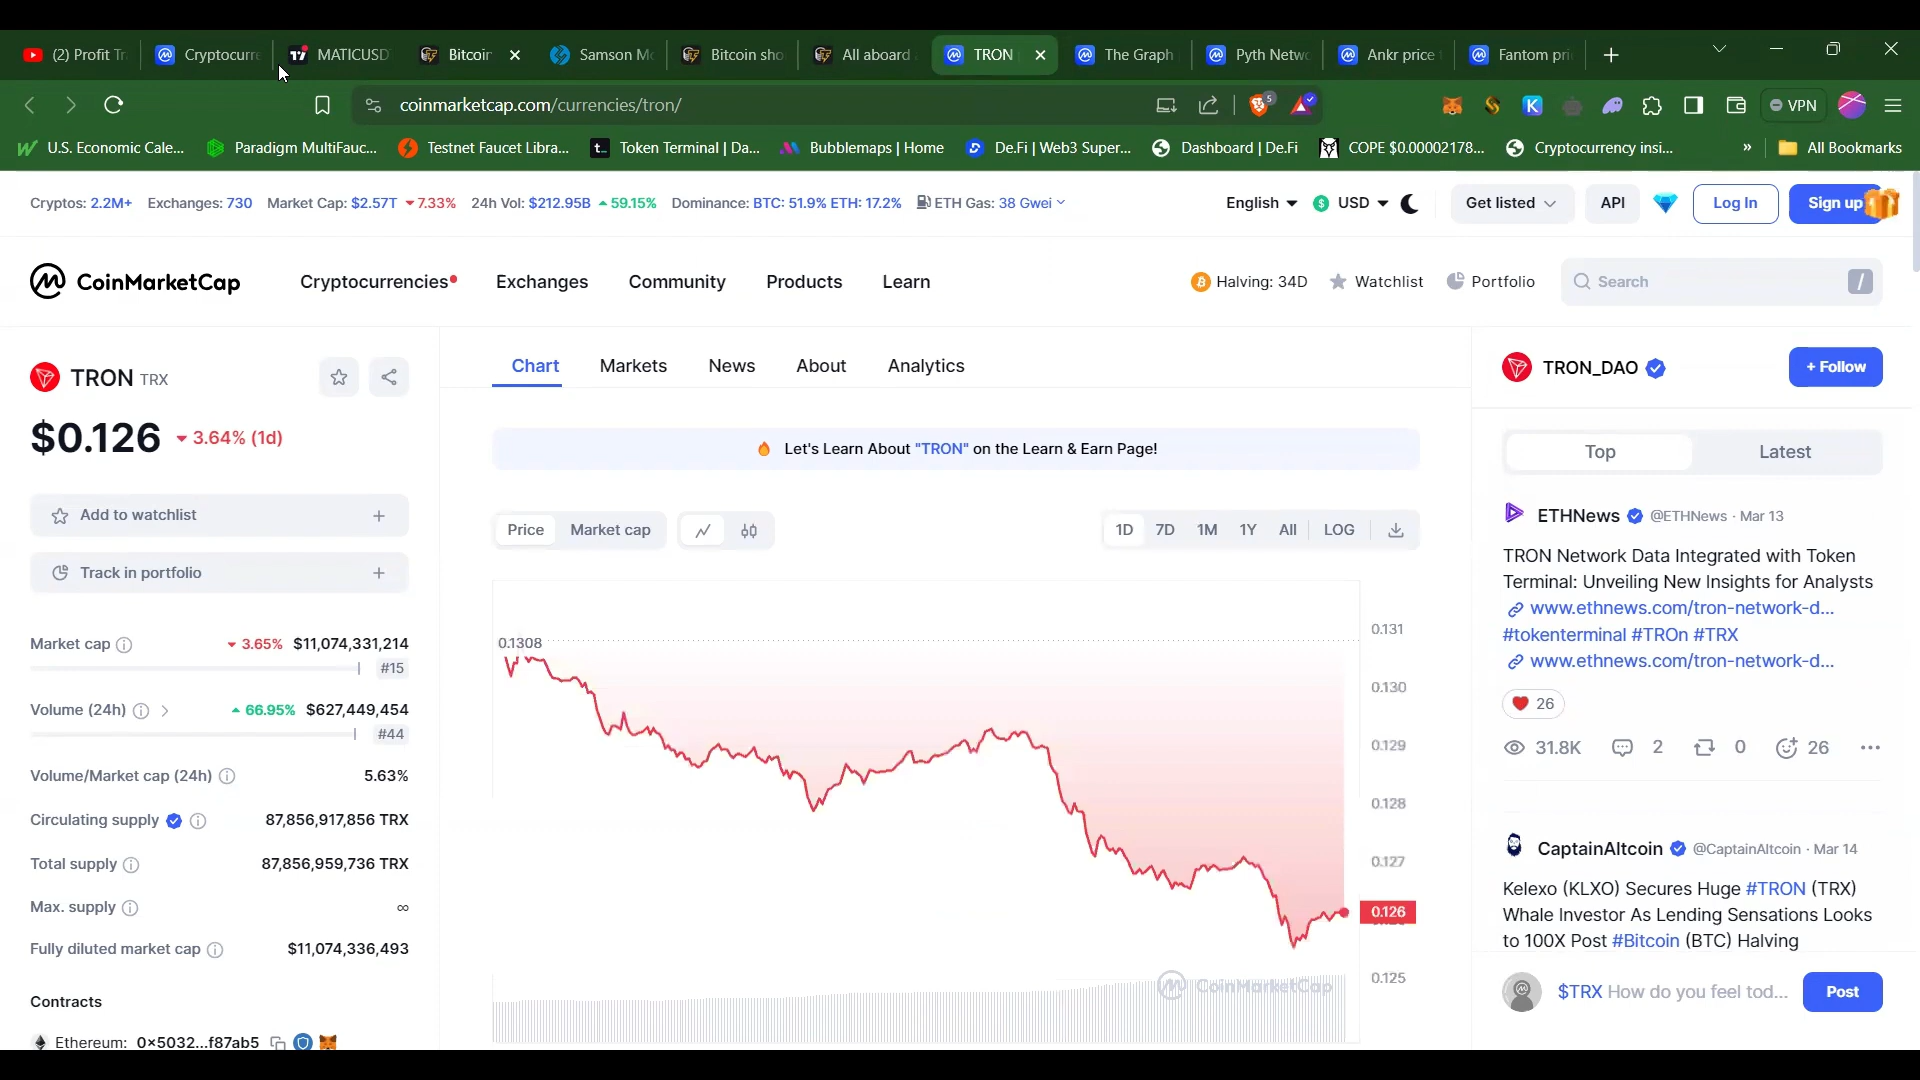 (2) Profit Tr
Cryptocurre
MATICUSD
Bitcoin
Samson Mo
Bitcoin sho
All aboard
TRON
The Graph
Pyth Netwo
Ankr price
Fantom pri
coinmarketcap.com/currencies/tron/
5
VPN
U.S. Economic Cale...
Paradigm MultiFauc...
Testnet Faucet Libra...
t.
Token Terminal | Da...
Bubblemaps | Home
De.Fi | Web3 Super...
Dashboard | De.Fi
COPE $0.00002178...
Cryptocurrency insi...
»
All Bookmarks
Cryptos: 2.2M+ Exchanges: 730 Market Cap: $2.57T 7.33% 24h Vol: $212.95B 59.15% Dominance: BTC: 51.9% ETH: 17.2% ETH Gas: 38 Gwei
English
USD
Get listed
API
Log In
Sign up
CoinMarketCap
Cryptocurrencies
Exchanges
Community
Products
Learn
Halving: 34D
Watchlist
Portfolio
Search
/
TRON TRX
$0.126 3.64% (1d)
Add to watchlist +
Track in portfolio +
Market cap 3.65% $11,074,331,214
#15
Volume (24h) 66.95% $627,449,454
#44
Volume/Market cap (24h) 5.63%
Circulating supply 87,856,917,856 TRX
Total supply 87,856,959,736 TRX
Max. supply ∞
Fully diluted market cap $11,074,336,493
Contracts
Ethereum: 0x5032...f87ab5
Chart
Markets
News
About
Analytics
Let's Learn About "TRON" on the Learn & Earn Page!
Price
Market cap
1D
7D
1M
1Y
All
LOG
0.1308
0.131
0.130
0.129
0.128
0.127
0.126
0.125
CoinMarketCap
TRON_DAO
+ Follow
Top
Latest
ETHNews @ETHNews · Mar 13
TRON Network Data Integrated with Token
Terminal: Unveiling New Insights for Analysts
www.ethnews.com/tron-network-d...
#tokenterminal #TROn #TRX
www.ethnews.com/tron-network-d...
26
31.8K
2
0
26
CaptainAltcoin @CaptainAltcoin · Mar 14
Kelexo (KLXO) Secures Huge #TRON (TRX)
Whale Investor As Lending Sensations Looks
to 100X Post #Bitcoin (BTC) Halving
$TRX How do you feel tod...
Post